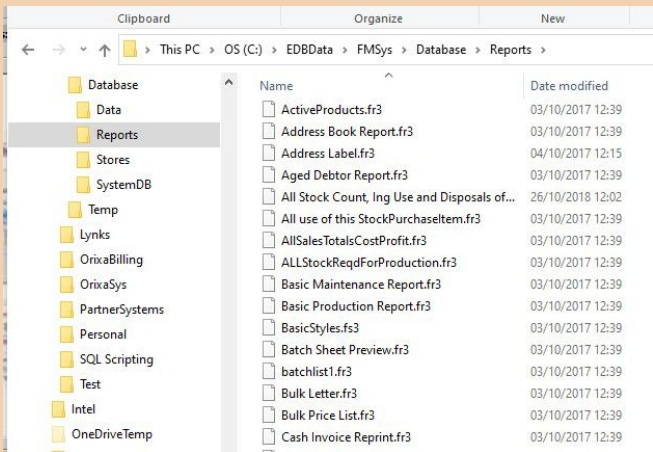 Clipboard Organize New
This PC > OS (C:) > EDBData > FMSys > Database > Reports >
Database
Data
Reports
Stores
SystemDB
Temp
Lynks
OrixaBilling
OrixaSys
PartnerSystems
Personal
SQL Scripting
Test
Intel
OneDriveTemp
Name Date modified
ActiveProducts.fr3 03/10/2017 12:39
Address Book Report.fr3 03/10/2017 12:39
Address Label.fr3 04/10/2017 12:15
Aged Debtor Report.fr3 03/10/2017 12:39
All Stock Count, Ing Use and Disposals of... 26/10/2018 12:02
All use of this StockPurchaseItem.fr3 03/10/2017 12:39
AllSalesTotalsCostProfit.fr3 03/10/2017 12:39
ALLStockReqdForProduction.fr3 03/10/2017 12:39
Basic Maintenance Report.fr3 03/10/2017 12:39
Basic Production Report.fr3 03/10/2017 12:39
BasicStyles.fs3 03/10/2017 12:39
Batch Sheet Preview.fr3 03/10/2017 12:39
batchlist1.fr3 03/10/2017 12:39
Bulk Letter.fr3 03/10/2017 12:39
Bulk Price List.fr3 03/10/2017 12:39
Cash Invoice Reprint.fr3 03/10/2017 12:39